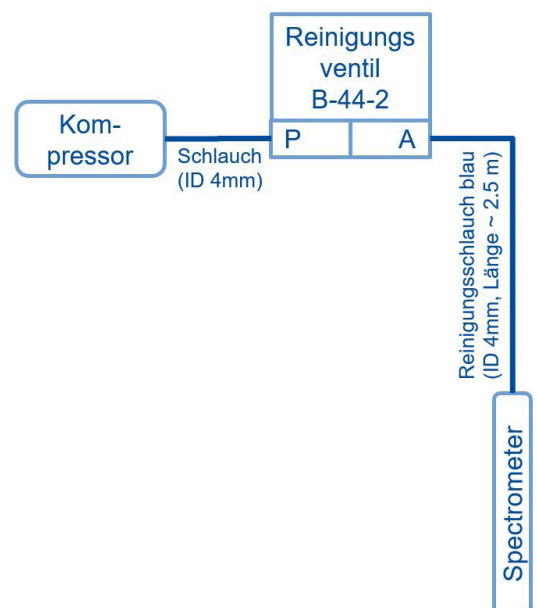 Reinigungs
ventil
B-44-2
Kom-
pressor
P
A
Schlauch
(ID 4mm)
Reinigungsschlauch blau
(ID 4mm, Länge ~ 2.5 m)
Spectrometer